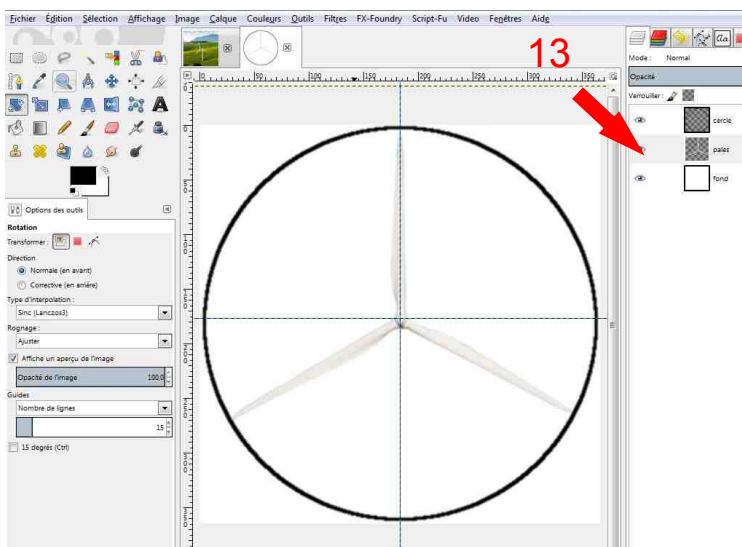 Fichier Édition Sélection Affichage Image Calque Couleurs Outils Filtres FX-Foundry Script-Fu Video Fenêtres Aide
13
Mode : Normal
Opacité
Verrouiller :
cercle
pales
fond
Options des outils
Rotation
Transformer :
Direction
Normale (en avant)
Corrective (en arrière)
Type d'interpolation :
Sinc (Lanczos3)
Rognage :
Ajuster
Affiche un aperçu de l'image
Opacité de l'image 100,0
Guides
Nombre de lignes
15
15 degrés (Ctrl)